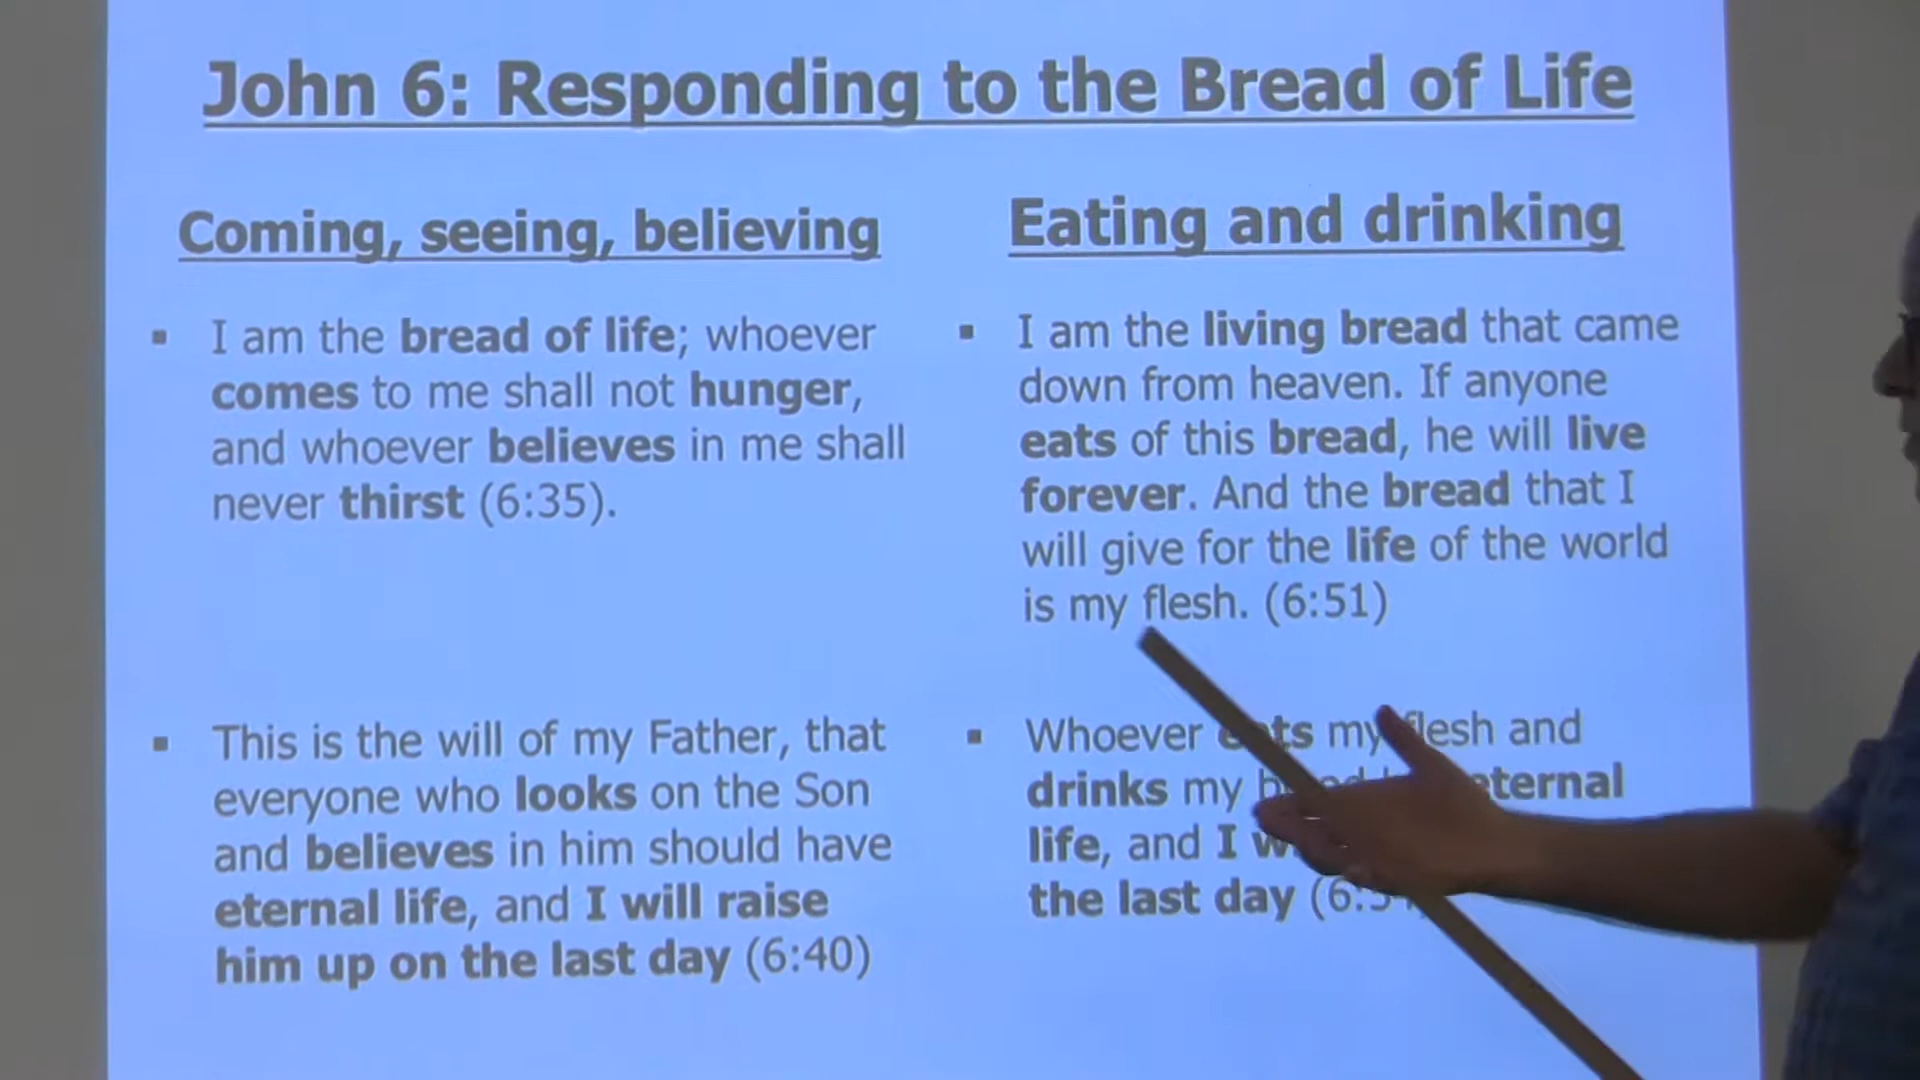 John 6: Responding to the Bread of Life
Coming, seeing, believing
▪ I am the bread of life; whoever
comes to me shall not hunger,
and whoever believes in me shall
never thirst (6:35).
▪ This is the will of my Father, that
everyone who looks on the Son
and believes in him should have
eternal life, and I will raise
him up on the last day (6:40)
Eating and drinking
▪ I am the living bread that came
down from heaven. If anyone
eats of this bread, he will live
forever. And the bread that I
will give for the life of the world
is my flesh. (6:51)
▪ Whoever eats my flesh and
drinks my eternal
life, and I
the last day